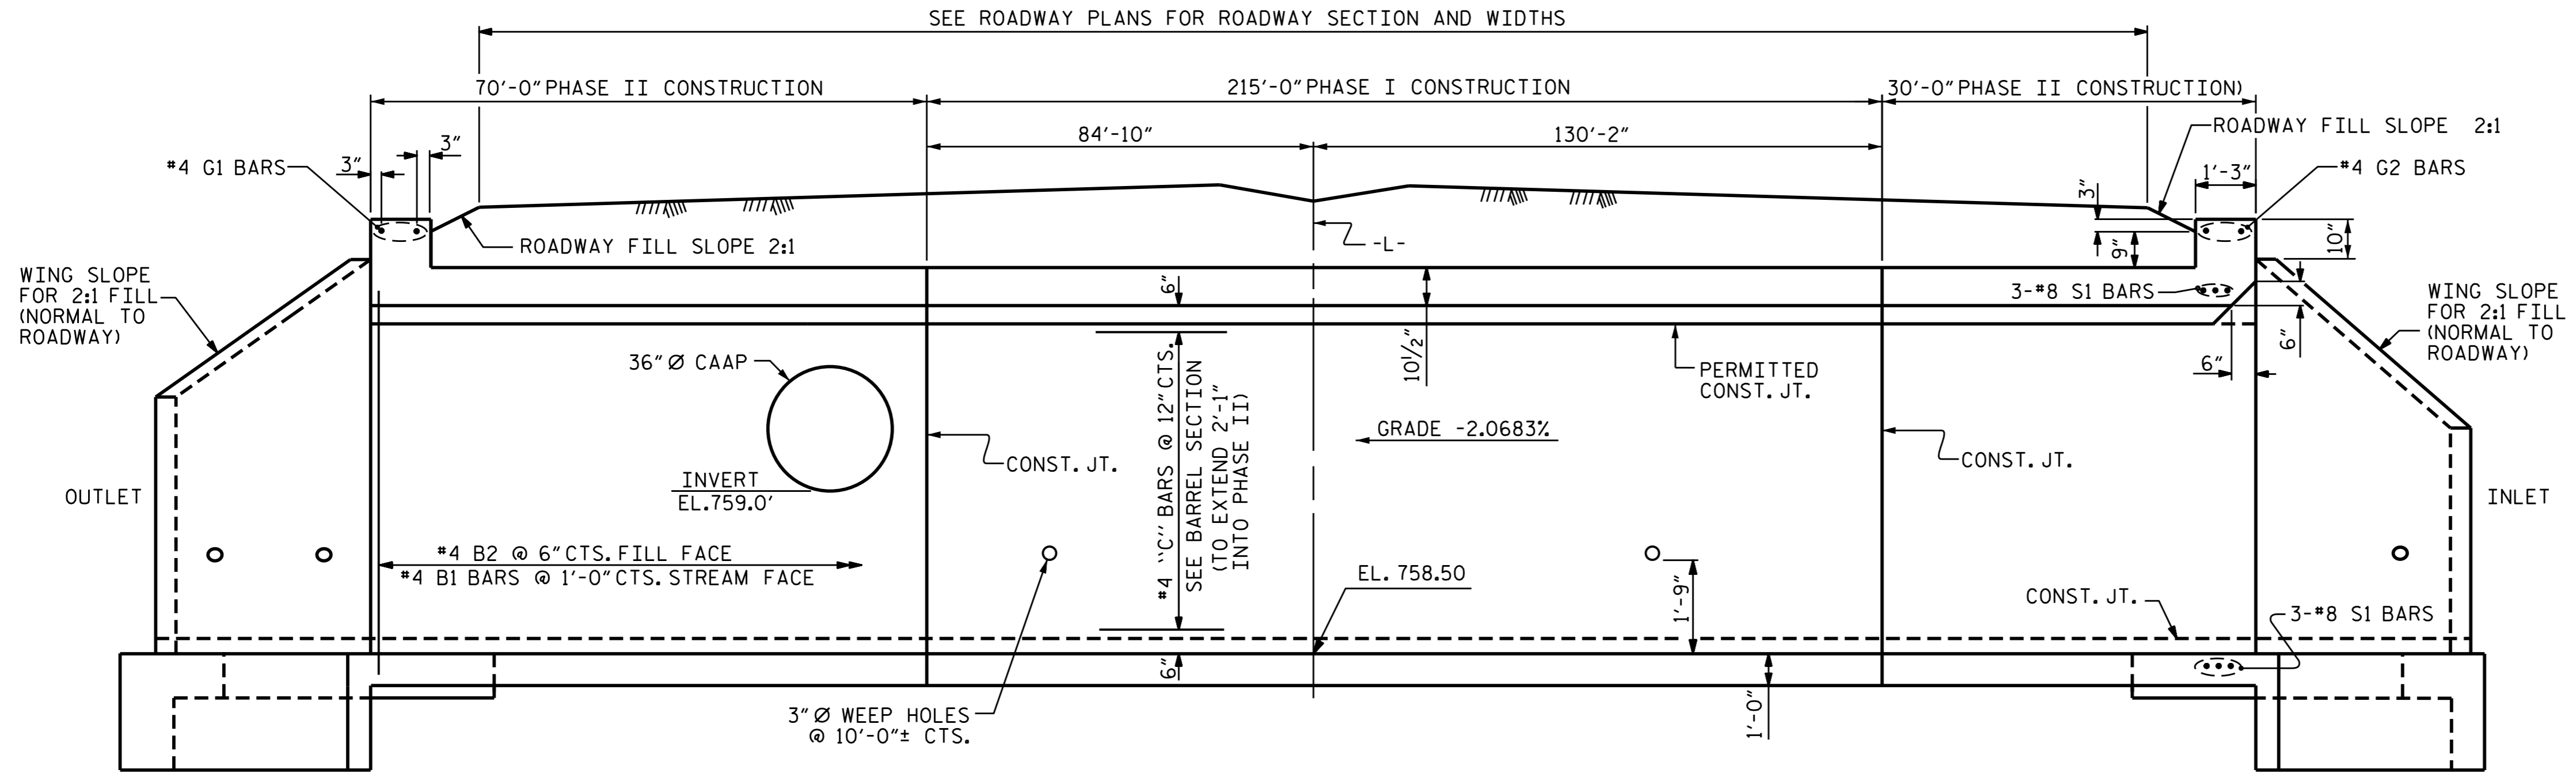 SEE ROADWAY PLANS FOR ROADWAY SECTION AND WIDTHS
70'-0" PHASE II CONSTRUCTION
215'-0" PHASE I CONSTRUCTION
30'-0" PHASE II CONSTRUCTION)
84'-10"
130'-2"
ROADWAY FILL SLOPE 2:1
3"
3"
#4 G1 BARS
1'-3"
#4 G2 BARS
3"
ROADWAY FILL SLOPE 2:1
-L-
9"
10"
WING SLOPE
FOR 2:1 FILL
(NORMAL TO
ROADWAY)
6"
3-#8 S1 BARS
WING SLOPE
FOR 2:1 FILL
(NORMAL TO
ROADWAY)
6"
6"
36" Ø CAAP
10½"
PERMITTED
CONST. JT.
#4 "C" BARS @ 12" CTS.
SEE BARREL SECTION
(TO EXTEND 2'-1"
INTO PHASE II)
GRADE -2.0683%
CONST. JT.
CONST. JT.
INVERT
EL. 759.0'
OUTLET
INLET
#4 B2 @ 6" CTS. FILL FACE
#4 B1 BARS @ 1'-0" CTS. STREAM FACE
EL. 758.50
1'-9"
CONST. JT.
3-#8 S1 BARS
6"
1'-0"
3" Ø WEEP HOLES
@ 10'-0"± CTS.